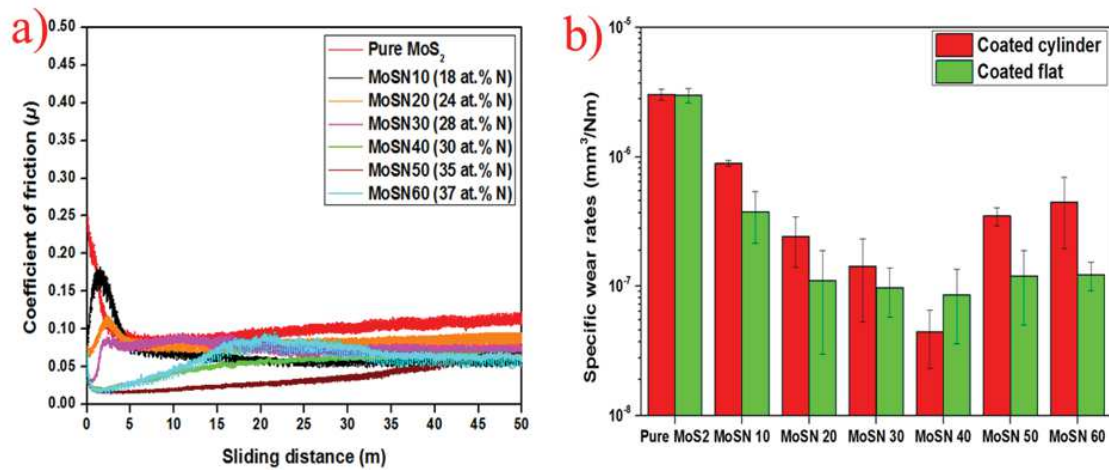 a)
0.50
0.45
0.40
0.35
0.30
0.25
0.20
0.15
0.10
0.05
0.00
Coefficient of friction (μ)
Pure MoS₂
MoSN10 (18 at.% N)
MoSN20 (24 at.% N)
MoSN30 (28 at.% N)
MoSN40 (30 at.% N)
MoSN50 (35 at.% N)
MoSN60 (37 at.% N)
0 5 10 15 20 25 30 35 40 45 50
Sliding distance (m)
b)
10⁻⁵
10⁻⁶
10⁻⁷
10⁻⁸
Specific wear rates (mm³/Nm)
Coated cylinder
Coated flat
Pure MoS2 MoSN 10 MoSN 20 MoSN 30 MoSN 40 MoSN 50 MoSN 60